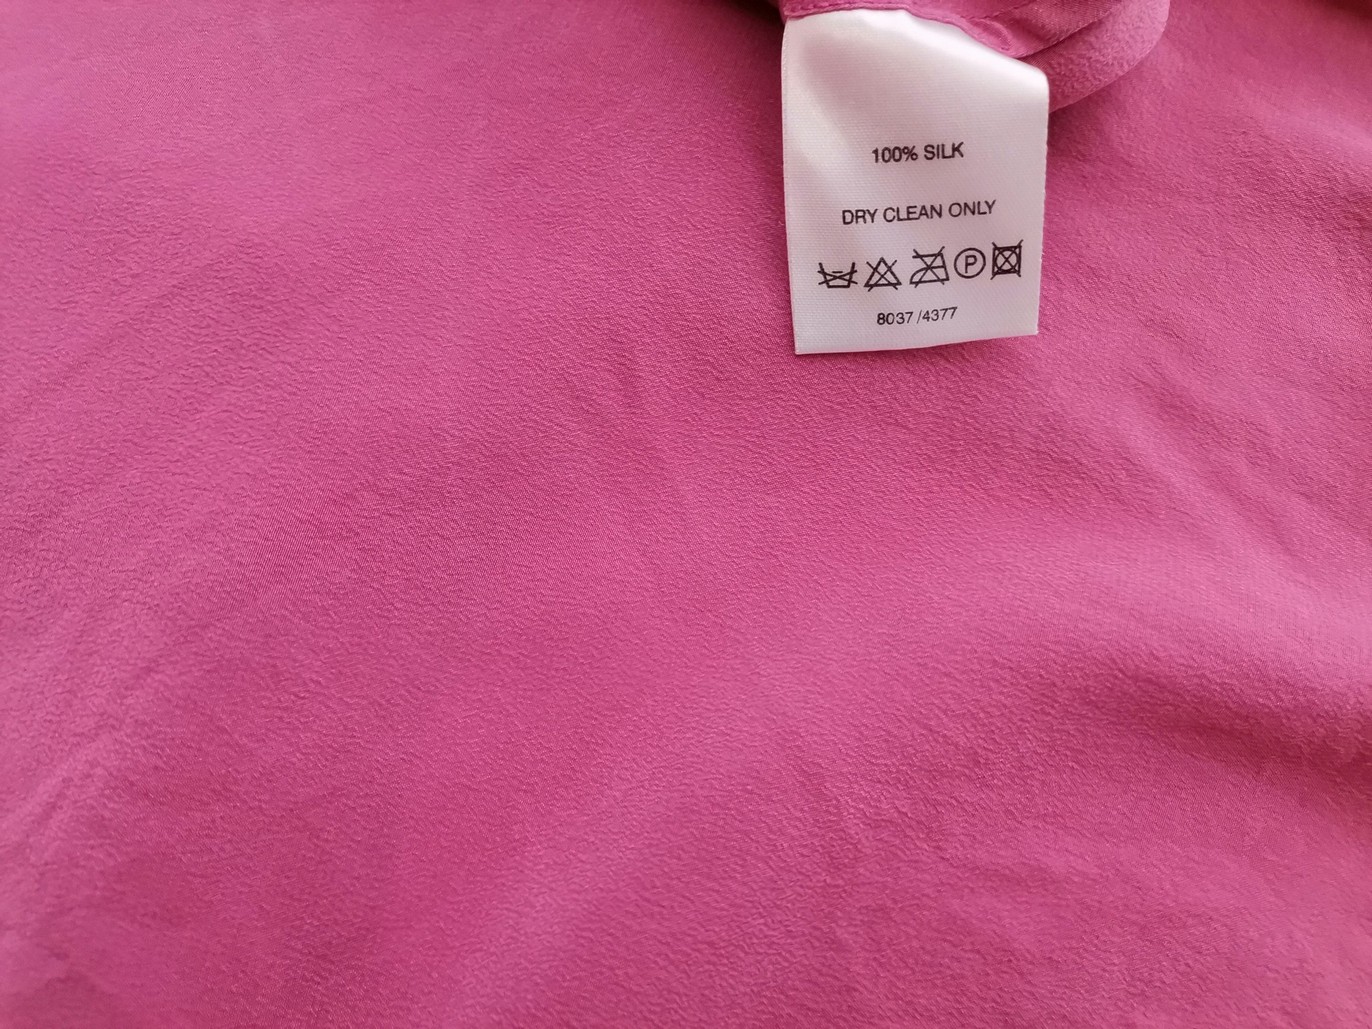 100% SILK
DRY CLEAN ONLY
P
8037 /4377